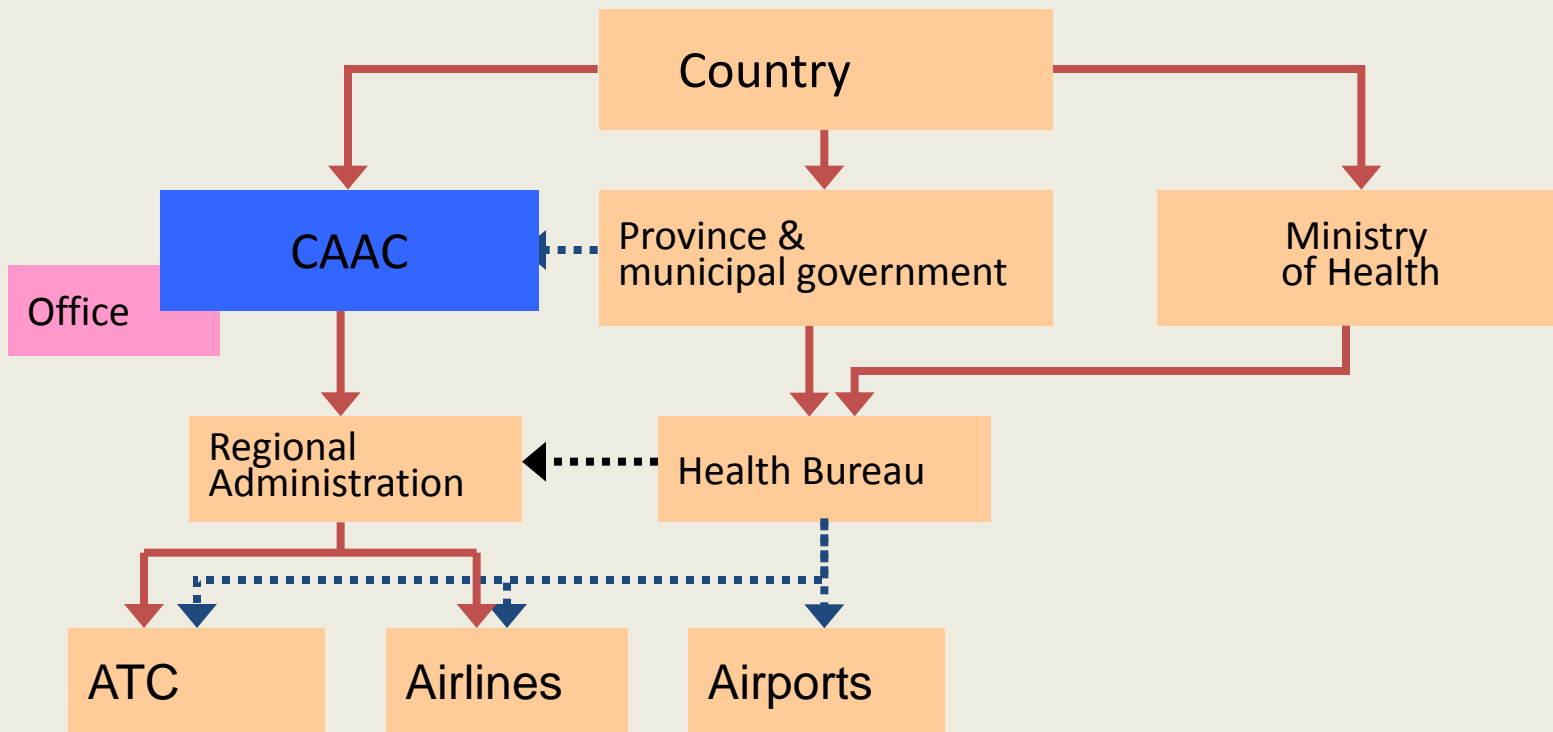 Country
CAAC
Province &
municipal government
Ministry
of Health
Office
Regional
Administration
Health Bureau
ATC
Airlines
Airports